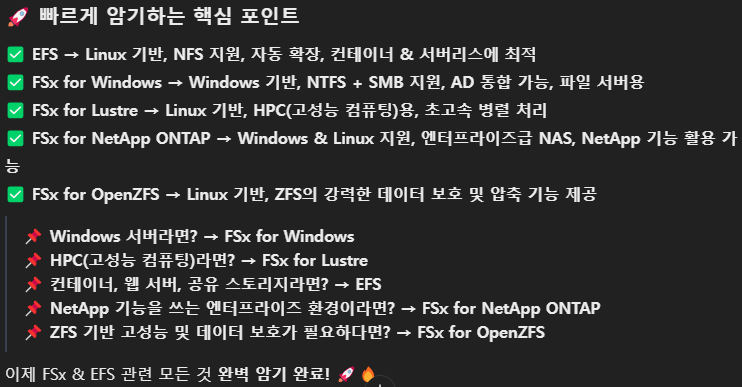 🚀 빠르게 암기하는 핵심 포인트
✅ EFS → Linux 기반, NFS 지원, 자동 확장, 컨테이너 & 서버리스에 최적
✅ FSx for Windows → Windows 기반, NTFS + SMB 지원, AD 통합 가능, 파일 서버용
✅ FSx for Lustre → Linux 기반, HPC(고성능 컴퓨팅)용, 초고속 병렬 처리
✅ FSx for NetApp ONTAP → Windows & Linux 지원, 엔터프라이즈급 NAS, NetApp 기능 활용 가
능
✅ FSx for OpenZFS → Linux 기반, ZFS의 강력한 데이터 보호 및 압축 기능 제공
📌 Windows 서버라면? → FSx for Windows
📌 HPC(고성능 컴퓨팅)라면? → FSx for Lustre
📌 컨테이너, 웹 서버, 공유 스토리지라면? → EFS
📌 NetApp 기능을 쓰는 엔터프라이즈 환경이라면? → FSx for NetApp ONTAP
📌 ZFS 기반 고성능 및 데이터 보호가 필요하다면? → FSx for OpenZFS
이제 FSx & EFS 관련 모든 것 완벽 암기 완료! 🚀🔥